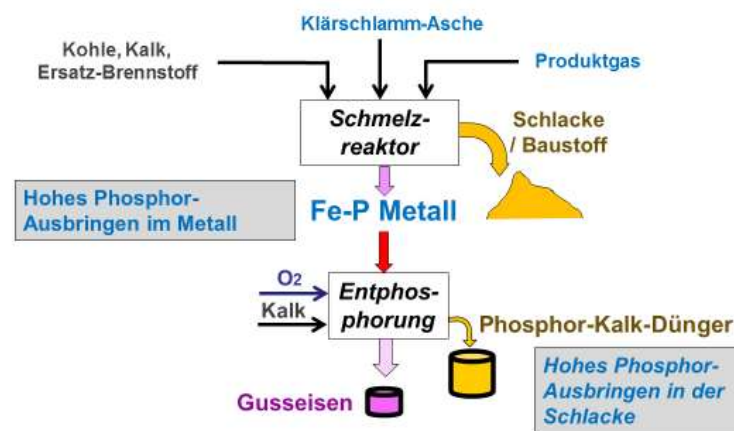 Klärschlamm-Asche
Kohle, Kalk,
Ersatz-Brennstoff
Produktgas
Schmelz-
reaktor
Schlacke
/ Baustoff
Hohes Phosphor-
Ausbringen im Metall
Fe-P Metall
O2
Kalk
Entphos-
phorung
Phosphor-Kalk-Dünger
Gusseisen
Hohes Phosphor-
Ausbringen in der
Schlacke